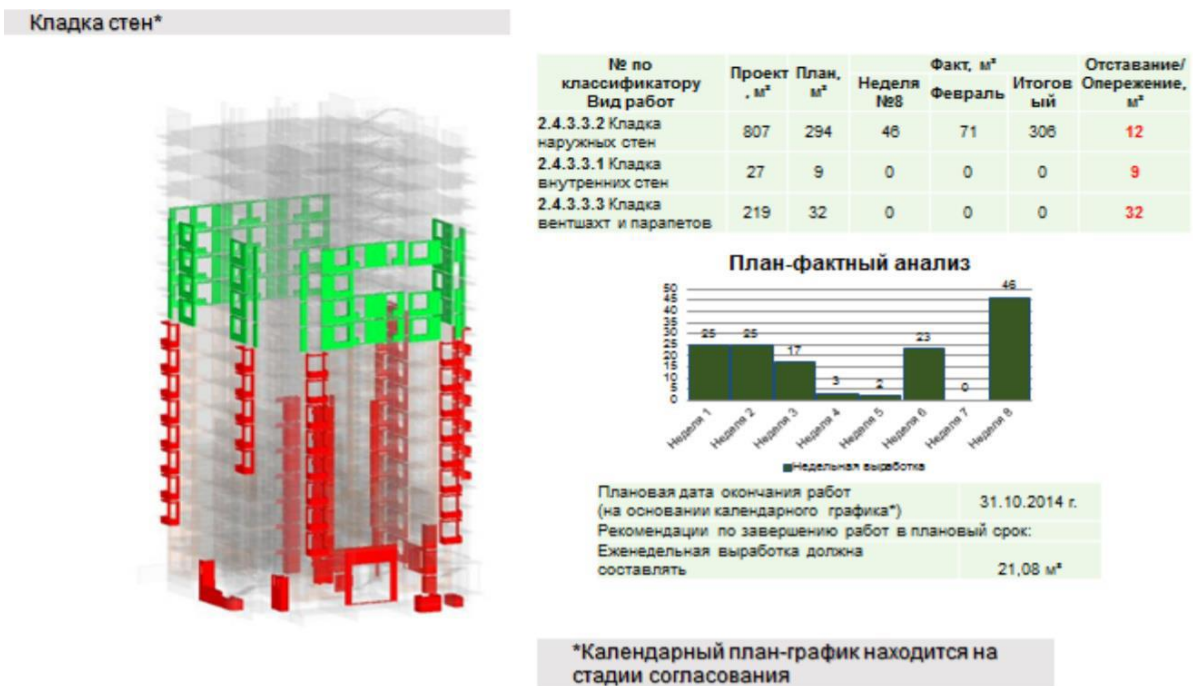 Кладка стен*
№ по
классификатору
Вид работ
Проект
, м³
План,
м³
Факт, м³
Неделя
№8
Февраль
Итогов
ый
Отставание/
Опережение,
м³
2.4.3.3.2 Кладка
наружных стен
807 294 46 71 306 12
2.4.3.3.1 Кладка
внутренних стен
27 9 0 0 0 9
2.4.3.3.3 Кладка
вентшахт и парапетов
219 32 0 0 0 32
План-фактный анализ
50
45
40
35
30
25
20
15
10
5
0
25 25 17 3 2 23 0 46
Неделя 1 Неделя 2 Неделя 3 Неделя 4 Неделя 5 Неделя 6 Неделя 7 Неделя 8
Недельная выработка
Плановая дата окончания работ
(на основании календарного графика*)
31.10.2014 г.
Рекомендации по завершению работ в плановый срок:
Еженедельная выработка должна
составлять
21,08 м³
*Календарный план-график находится на
стадии согласования